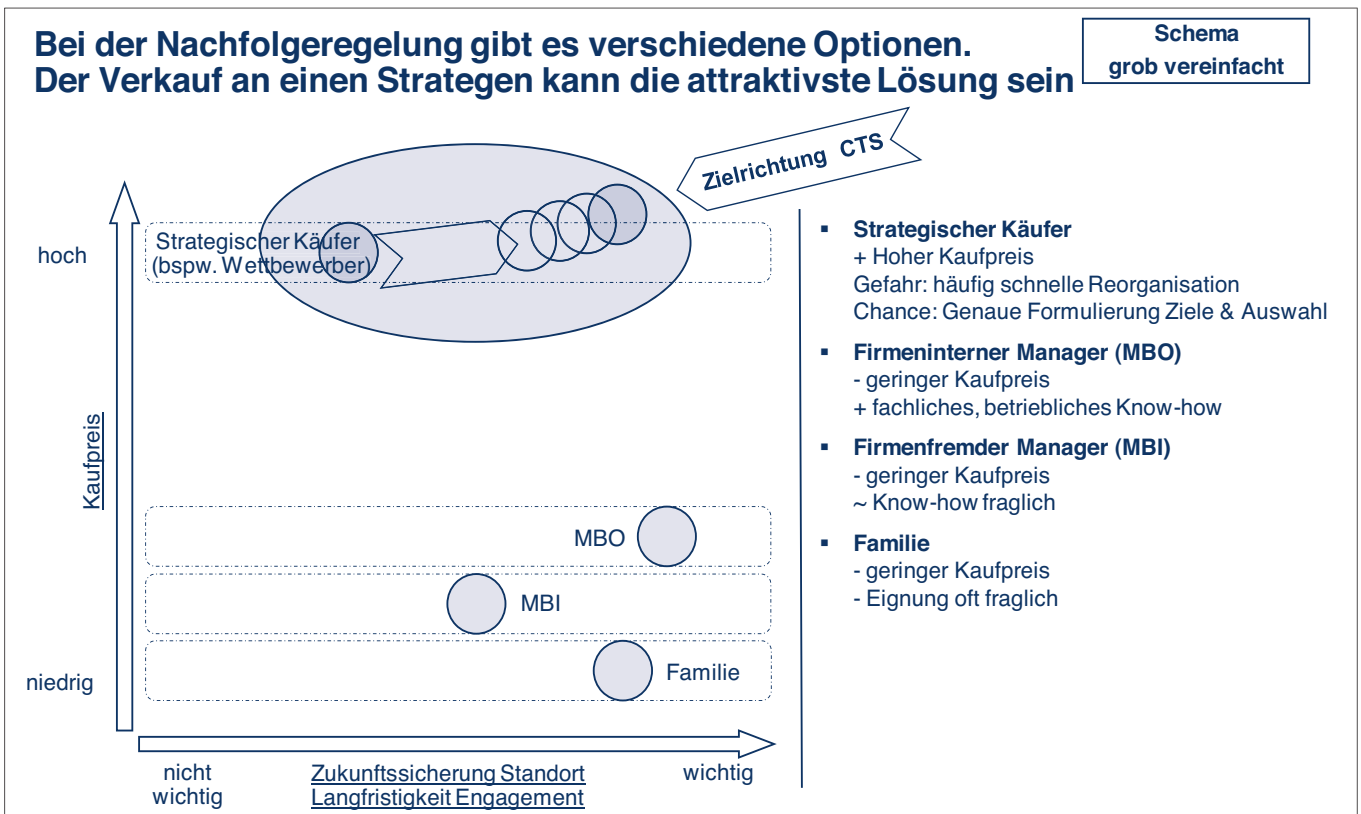 Bei der Nachfolgeregelung gibt es verschiedene Optionen.
Der Verkauf an einen Strategen kann die attraktivste Lösung sein
Schema
grob vereinfacht
Zielrichtung CTS
hoch
Strategischer Käufer
(bspw. Wettbewerber)
Kaufpreis
MBO
MBI
Familie
niedrig
nicht
wichtig
Zukunftssicherung Standort
Langfristigkeit Engagement
wichtig
▪ Strategischer Käufer
+ Hoher Kaufpreis
Gefahr: häufig schnelle Reorganisation
Chance: Genaue Formulierung Ziele & Auswahl
▪ Firmeninterner Manager (MBO)
- geringer Kaufpreis
+ fachliches, betriebliches Know-how
▪ Firmenfremder Manager (MBI)
- geringer Kaufpreis
~ Know-how fraglich
▪ Familie
- geringer Kaufpreis
- Eignung oft fraglich